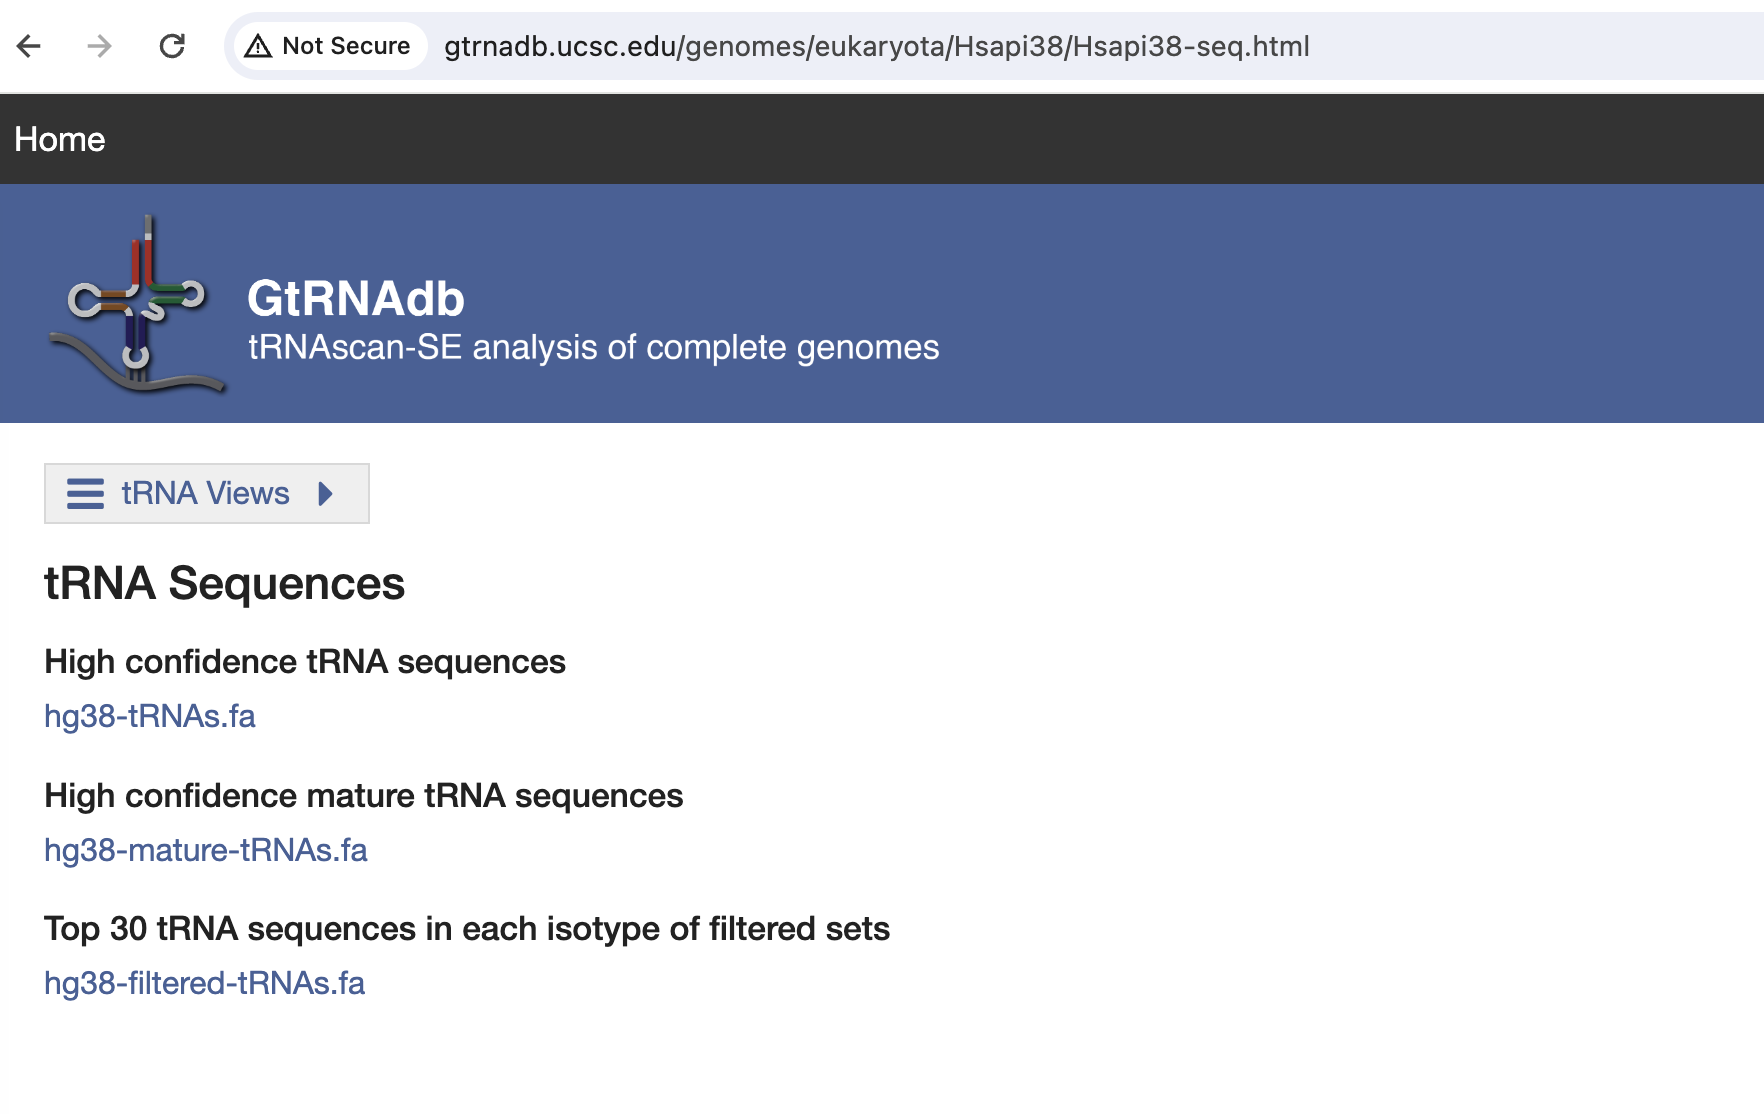 Not Secure gtrnadb.ucsc.edu/genomes/eukaryota/Hsapi38/Hsapi38-seq.html
Home
GtRNAdb
tRNAscan-SE analysis of complete genomes
tRNA Views
tRNA Sequences
High confidence tRNA sequences
hg38-tRNAs.fa
High confidence mature tRNA sequences
hg38-mature-tRNAs.fa
Top 30 tRNA sequences in each isotype of filtered sets
hg38-filtered-tRNAs.fa